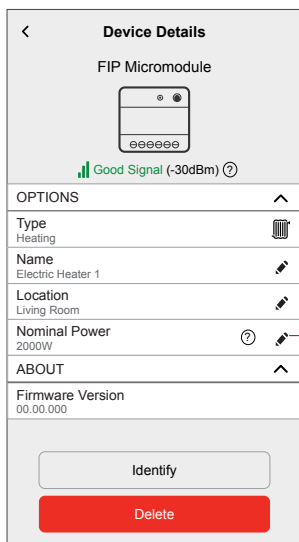 Device Details
FIP Micromodule
Good Signal (-30dBm) ?
OPTIONS
Type
Heating
Name
Electric Heater 1
Location
Living Room
Nominal Power
2000W
?
ABOUT
Firmware Version
00.00.000
Identify
Delete